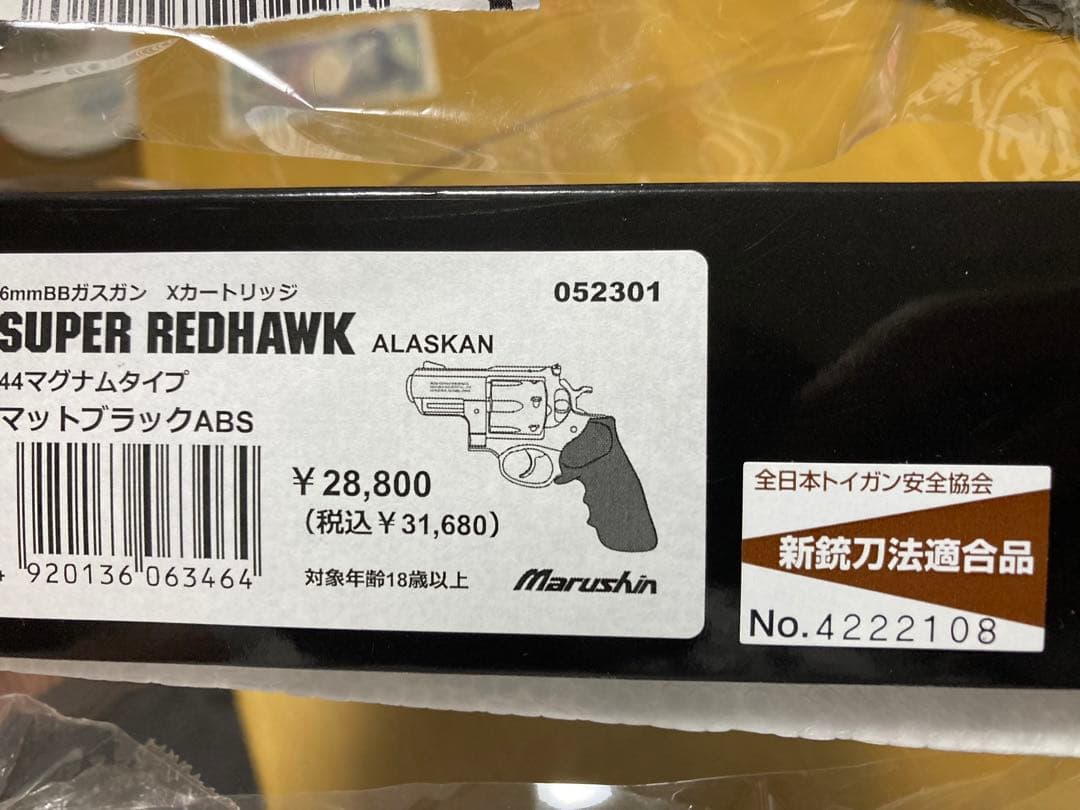 6mmBBガスガン Xカートリッジ
052301
SUPER REDHAWK ALASKAN
44マグナムタイプ
マットブラックABS
¥28,800
(税込¥31,680)
920136 063464
対象年齢18歳以上
Marushin
全日本トイガン安全協会
新銃刀法適合品
No.4222108